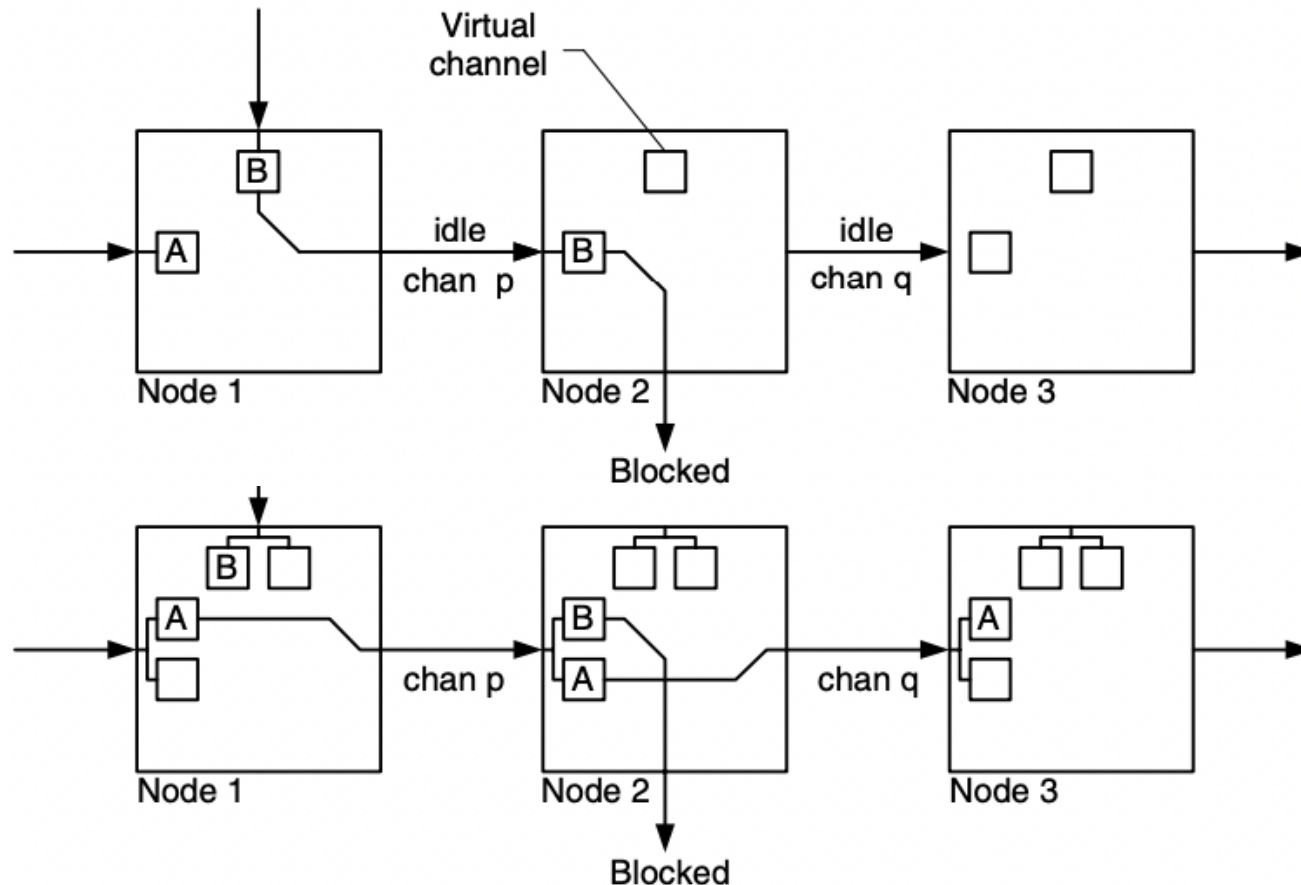 Virtual
channel
B
idle
idle
A
B
chan p
chan q
Node 1
Node 2
Node 3
Blocked
B
A
B
A
chan p
A
chan q
Node 1
Node 2
Node 3
Blocked